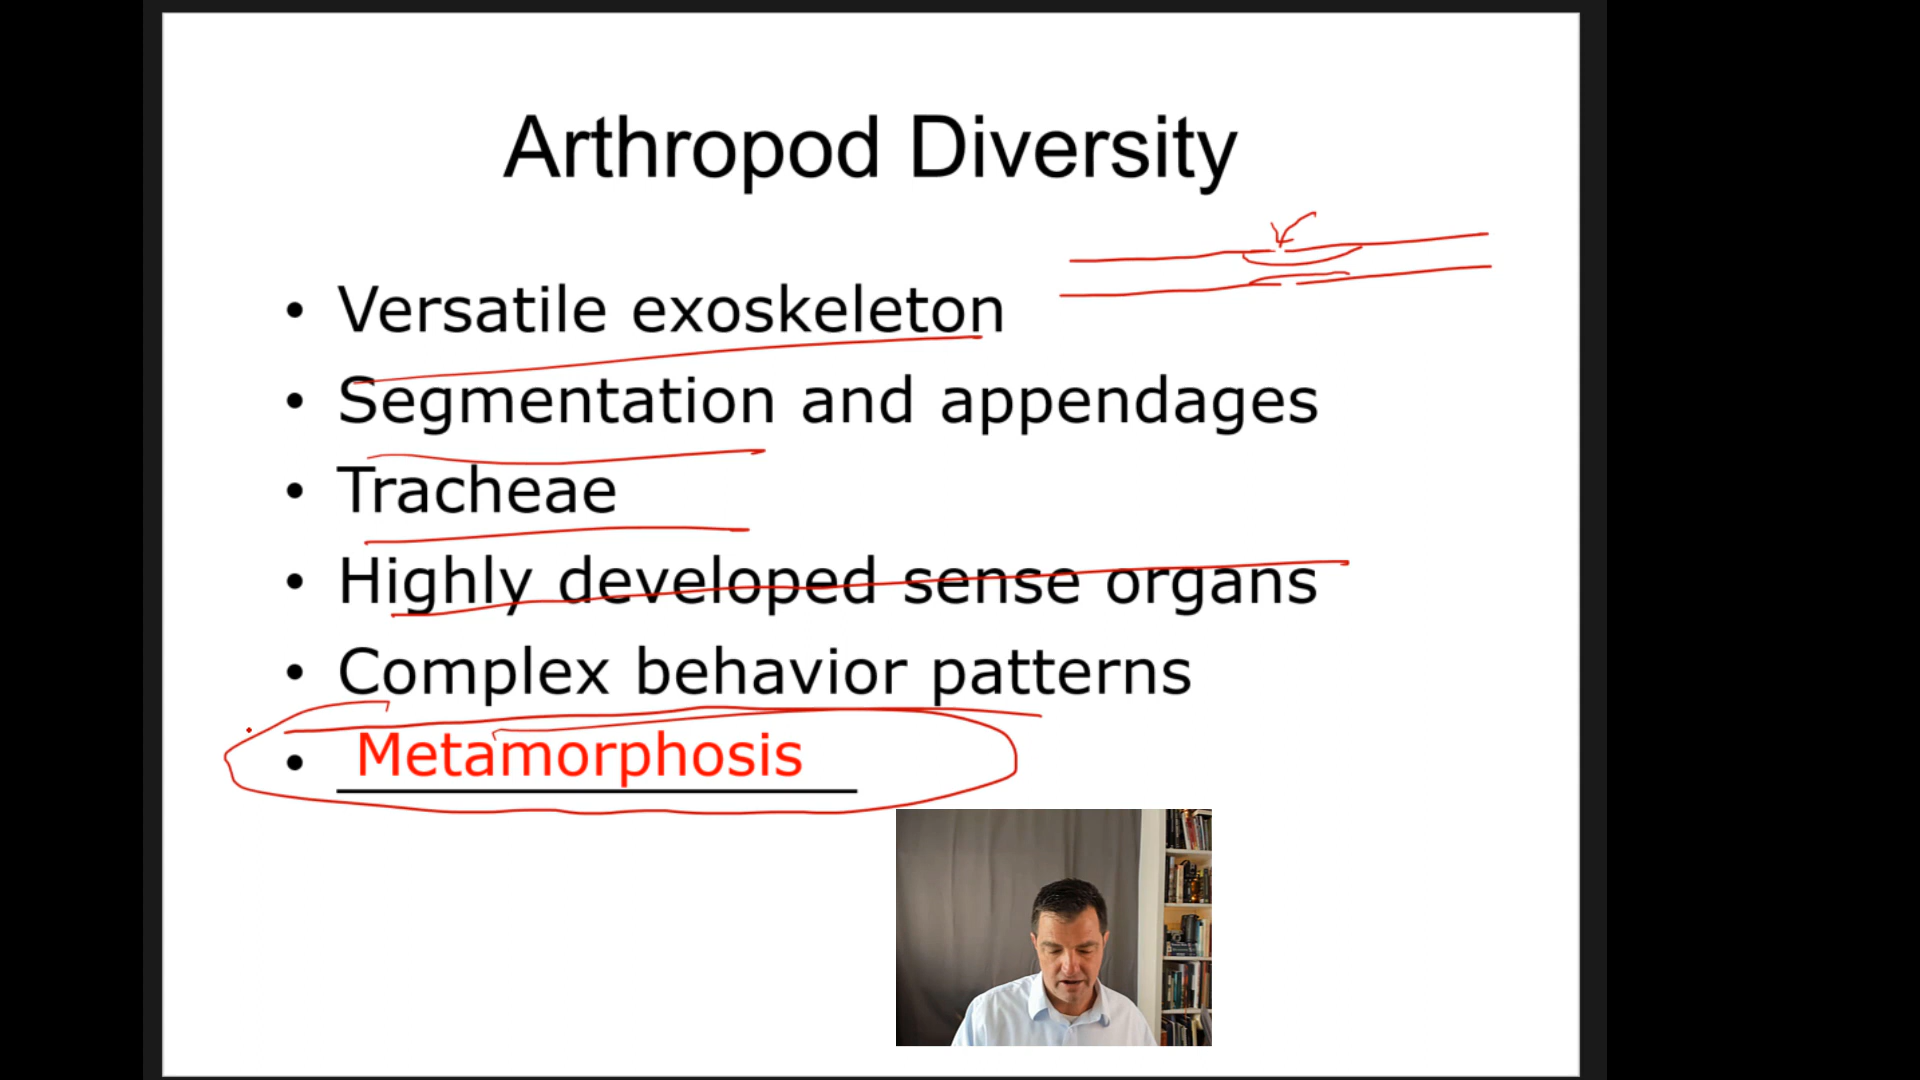 Arthropod Diversity
• Versatile exoskeleton
• Segmentation and appendages
• Tracheae
• Highly developed sense organs
• Complex behavior patterns
• Metamorphosis